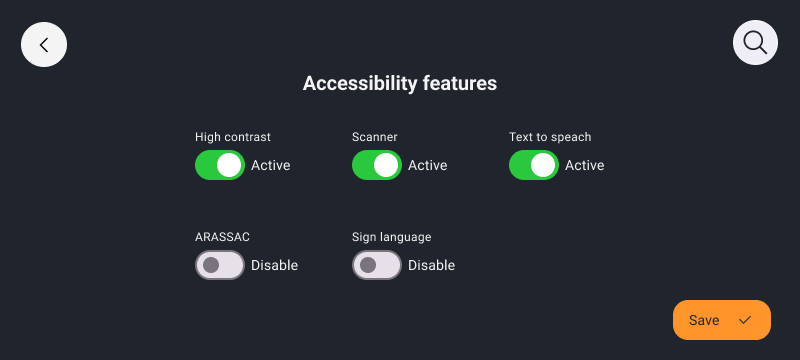 Accessibility features
High contrast
Scanner
Text to speach
Active
Active
Active
ARASSAC
Sign language
Disable
Disable
Save